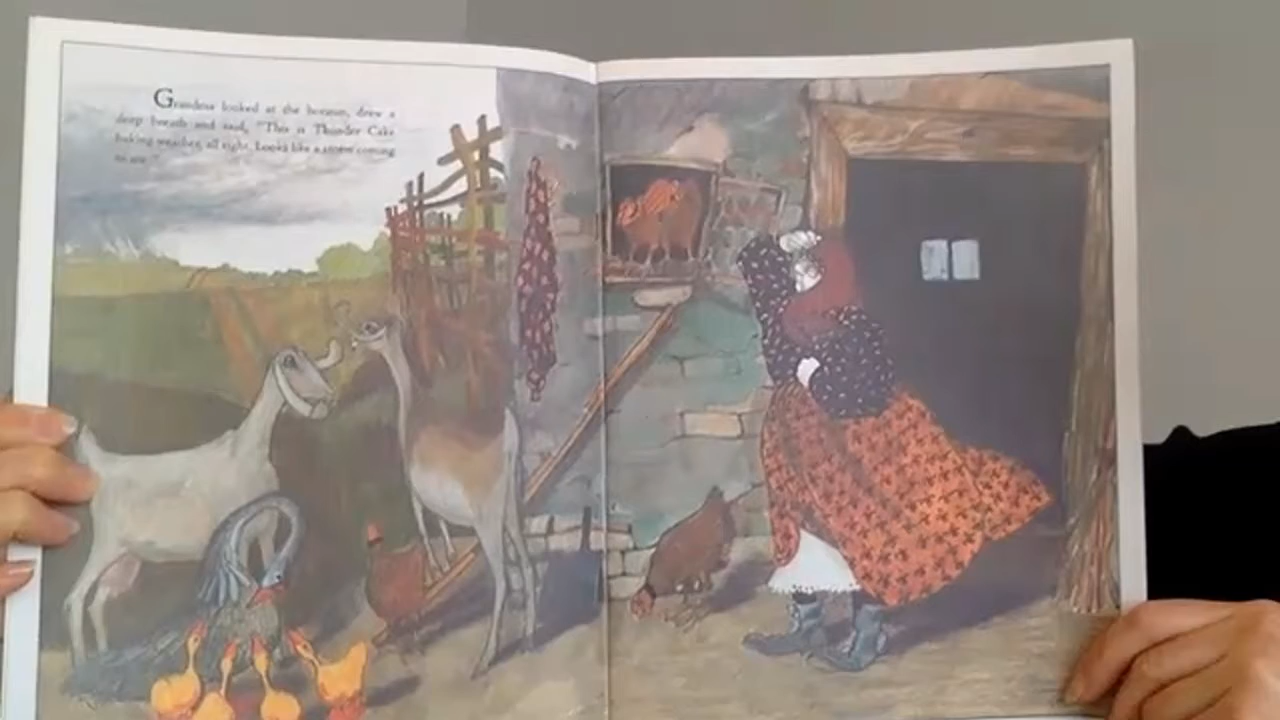 Grandma looked at the horizon, drew a
deep breath and said, "This is Thunder Cake
baking weather, all right. Looks like a storm coming
to me."